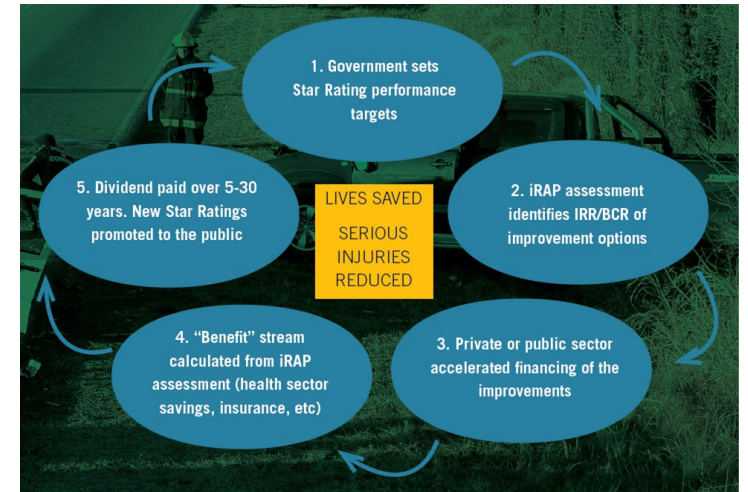 1. Government sets
Star Rating performance
targets
2. iRAP assessment
identifies IRR/BCR of
improvement options
3. Private or public sector
accelerated financing of the
improvements
4. “Benefit” stream
calculated from iRAP
assessment (health sector
savings, insurance, etc)
5. Dividend paid over 5-30
years. New Star Ratings
promoted to the public
LIVES SAVED
SERIOUS
INJURIES
REDUCED